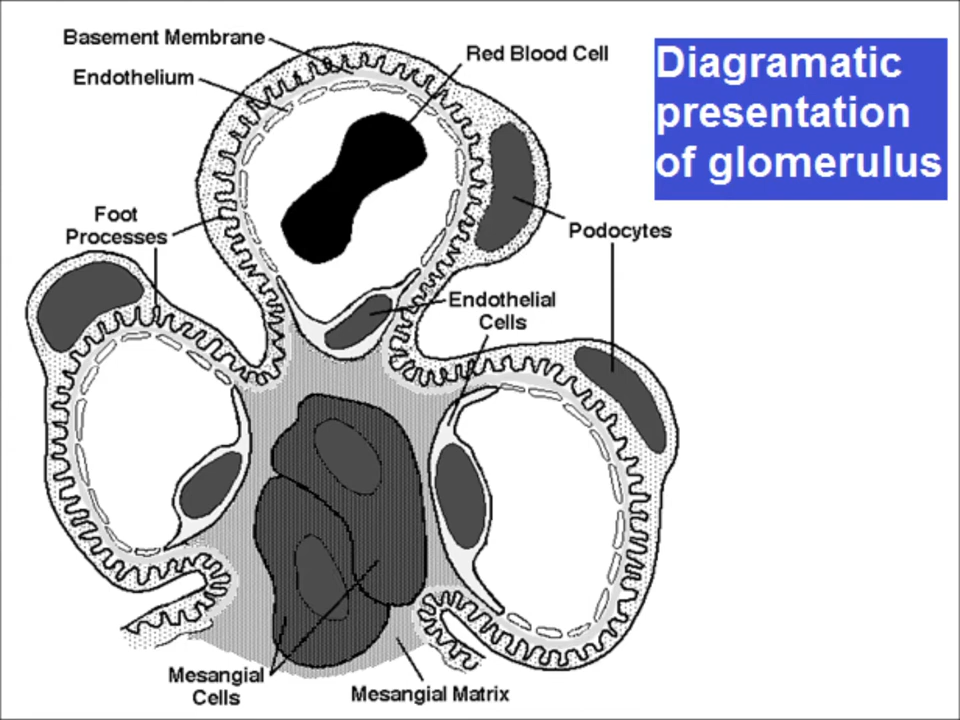 Basement Membrane
Endothelium
Red Blood Cell
Diagramatic
presentation
of glomerulus
Foot
Processes
Podocytes
Endothelial
Cells
Mesangial
Cells
Mesangial Matrix